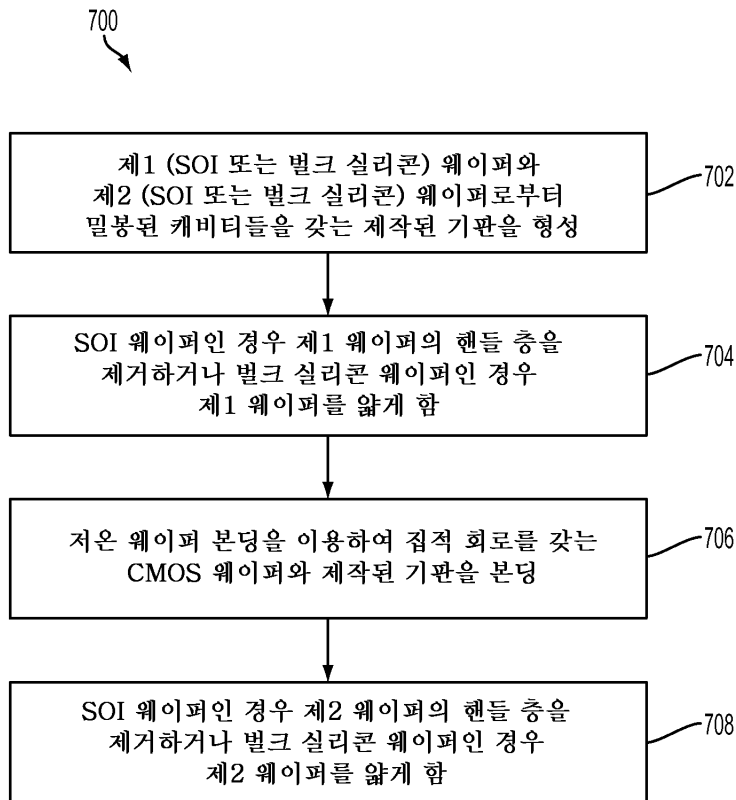 700
제1 (SOI 또는 벌크 실리콘) 웨이퍼와
제2 (SOI 또는 벌크 실리콘) 웨이퍼로부터
밀봉된 캐비티들을 갖는 제작된 기판을 형성
702
SOI 웨이퍼인 경우 제1 웨이퍼의 핸들 층을
제거하거나 벌크 실리콘 웨이퍼인 경우
제1 웨이퍼를 얇게 함
704
저온 웨이퍼 본딩을 이용하여 집적 회로를 갖는
CMOS 웨이퍼와 제작된 기판을 본딩
706
SOI 웨이퍼인 경우 제2 웨이퍼의 핸들 층을
제거하거나 벌크 실리콘 웨이퍼인 경우
제2 웨이퍼를 얇게 함
708